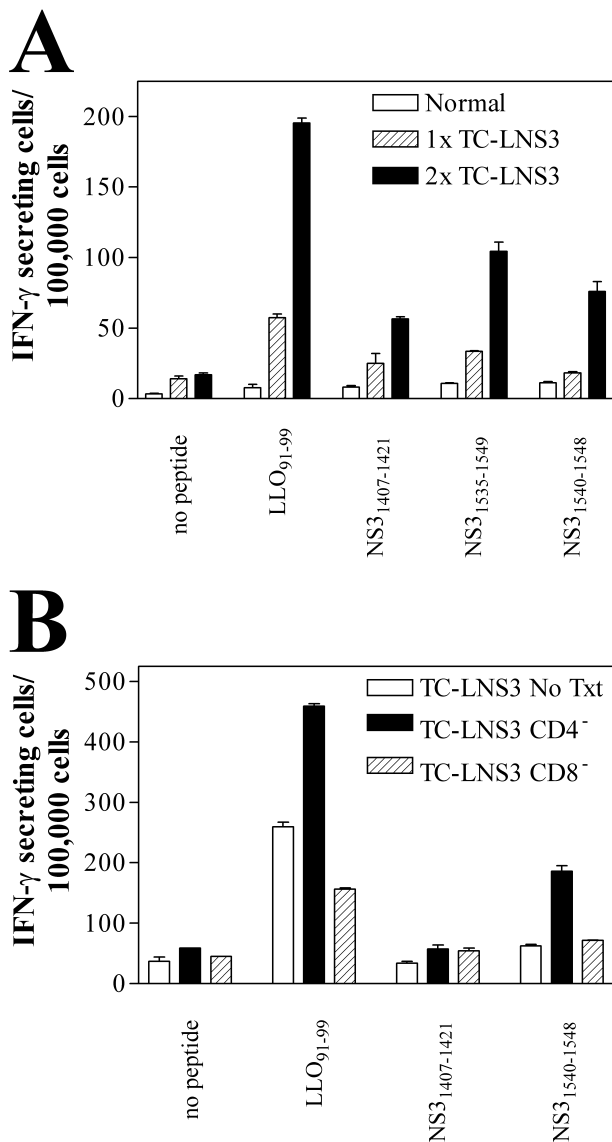 A
IFN-γ secreting cells/
100,000 cells
200
150
100
50
0
Normal
1x TC-LNS3
2x TC-LNS3
no peptide
LLO91-99
NS31407-1421
NS31535-1549
NS31540-1548
B
IFN-γ secreting cells/
100,000 cells
500
400
300
200
100
0
TC-LNS3 No Txt
TC-LNS3 CD4-
TC-LNS3 CD8-
no peptide
LLO91-99
NS31407-1421
NS31540-1548